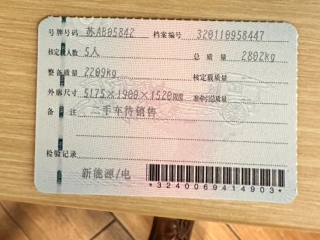 号牌号码 苏AB05842 档案编号 320110958447
核定载人数 5人 总质量 2802kg
整备质量 2209kg 核定载质量
外廓尺寸 5175×1900×1520mm 准牵引总质量
备注 二手车待销售
检验记录
新能源/电
*3240069414903*